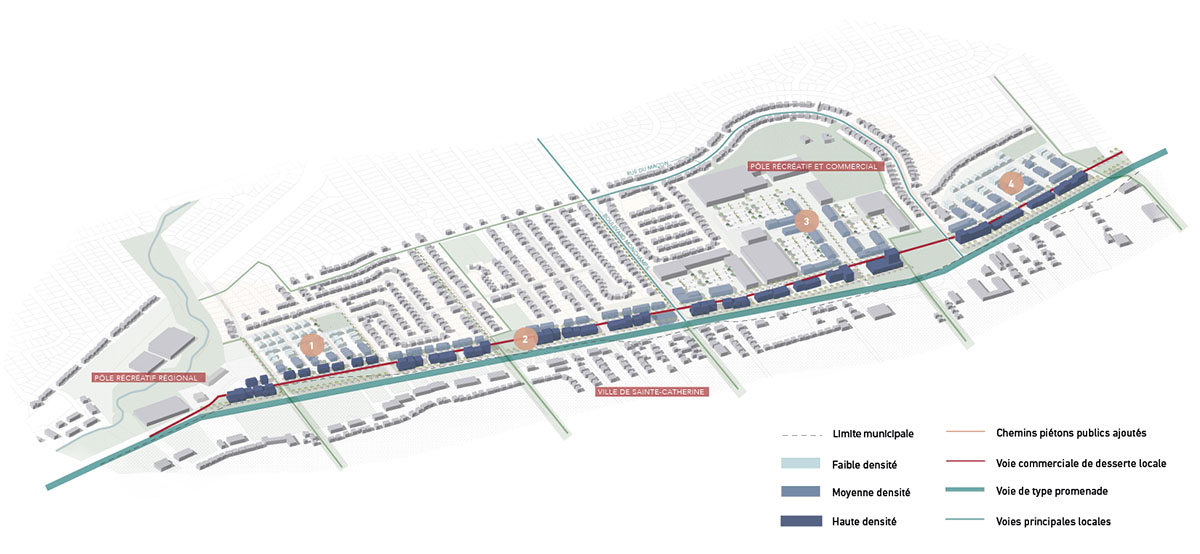 RUE DU MAÇON
PÔLE RÉCRÉATIF ET COMMERCIAL
4
3
1
2
PÔLE RÉCRÉATIF RÉGIONAL
VILLE DE SAINTE-CATHERINE
Limite municipale
Faible densité
Moyenne densité
Haute densité
Chemins piétons publics ajoutés
Voie commerciale de desserte locale
Voie de type promenade
Voies principales locales